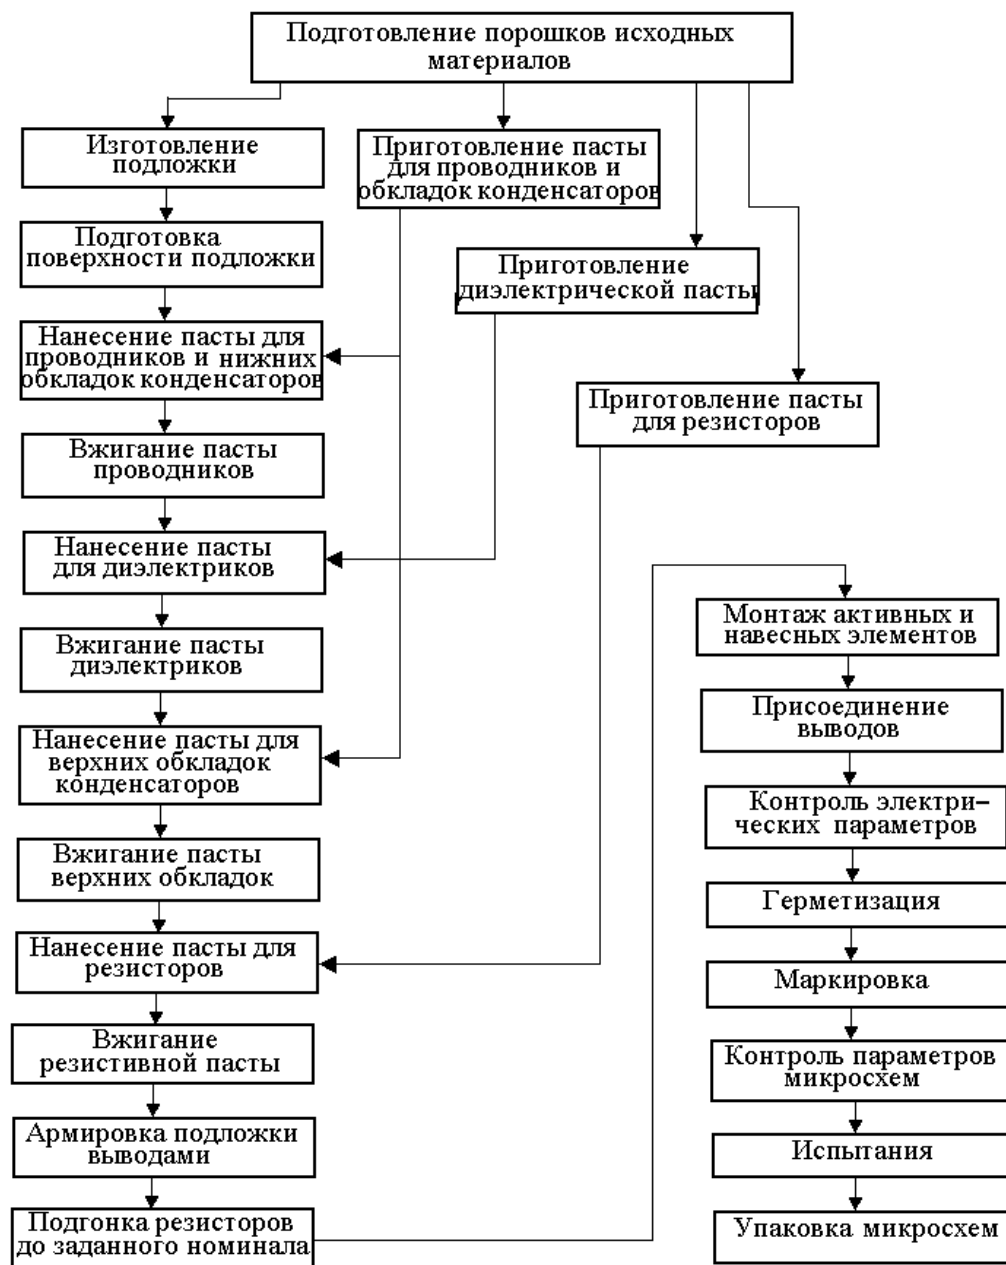 Подготовление порошков исходных
материалов
Изготовление
подложки
Приготовление пасты
для проводников и
обкладок конденсаторов
Подготовка
поверхности подложки
Приготовление
диэлектрической пасты
Нанесение пасты для
проводников и нижних
обкладок конденсаторов
Приготовление пасты
для резисторов
Вжигание пасты
проводников
Нанесение пасты
для диэлектриков
Вжигание пасты
диэлектриков
Нанесение пасты для
верхних обкладок
конденсаторов
Вжигание пасты
верхних обкладок
Нанесение пасты для
резисторов
Вжигание
резистивной пасты
Армировка подложки
выводами
Подгонка резисторов
до заданного номинала
Монтаж активных и
навесных элементов
Присоединение
выводов
Контроль электри–
ческих параметров
Герметизация
Маркировка
Контроль параметров
микросхем
Испытания
Упаковка микросхем